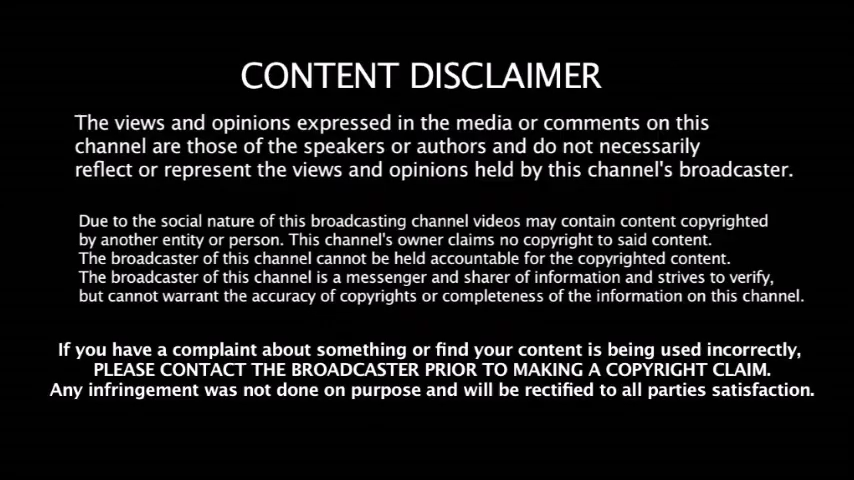 CONTENT DISCLAIMER
The views and opinions expressed in the media or comments on this
channel are those of the speakers or authors and do not necessarily
reflect or represent the views and opinions held by this channel's broadcaster.
Due to the social nature of this broadcasting channel videos may contain content copyrighted
by another entity or person. This channel's owner claims no copyright to said content.
The broadcaster of this channel cannot be held accountable for the copyrighted content.
The broadcaster of this channel is a messenger and sharer of information and strives to verify,
but cannot warrant the accuracy of copyrights or completeness of the information on this channel.
If you have a complaint about something or find your content is being used incorrectly,
PLEASE CONTACT THE BROADCASTER PRIOR TO MAKING A COPYRIGHT CLAIM.
Any infringement was not done on purpose and will be rectified to all parties satisfaction.